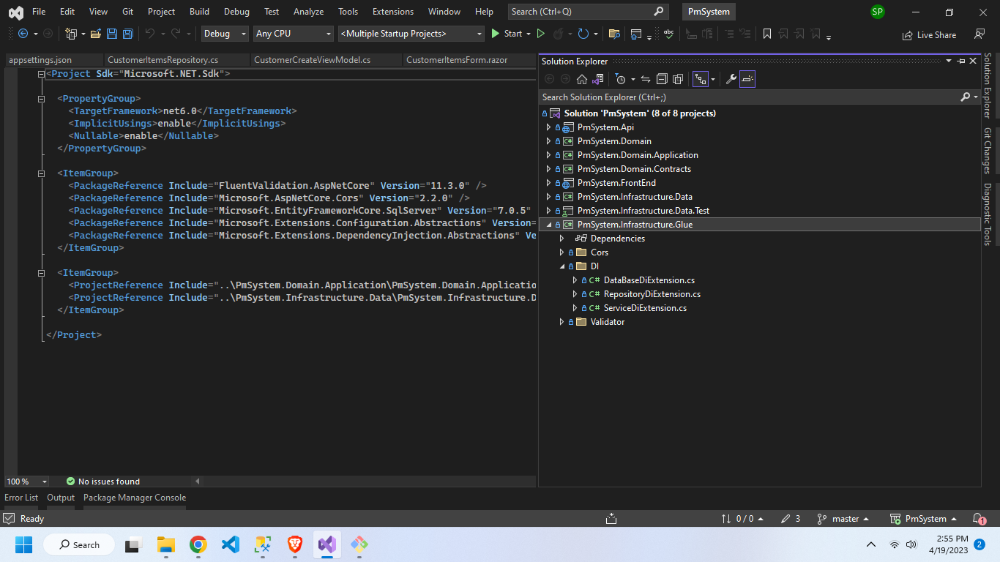 File Edit View Git Project Build Debug Test Analyze Tools Extensions Window Help Search (Ctrl+Q) PmSystem SP
Debug Any CPU <Multiple Startup Projects> Start Live Share
appsettings.json CustomerItemsRepository.cs CustomerCreateViewModel.cs CustomerItemsForm.razor
<Project Sdk="Microsoft.NET.Sdk">
<PropertyGroup>
<TargetFramework>net6.0</TargetFramework>
<ImplicitUsings>enable</ImplicitUsings>
<Nullable>enable</Nullable>
</PropertyGroup>
<ItemGroup>
<PackageReference Include="FluentValidation.AspNetCore" Version="11.3.0" />
<PackageReference Include="Microsoft.AspNetCore.Cors" Version="2.2.0" />
<PackageReference Include="Microsoft.EntityFrameworkCore.SqlServer" Version="7.0.5"
<PackageReference Include="Microsoft.Extensions.Configuration.Abstractions" Version=
<PackageReference Include="Microsoft.Extensions.DependencyInjection.Abstractions" Ve
</ItemGroup>
<ItemGroup>
<ProjectReference Include="..\PmSystem.Domain.Application\PmSystem.Domain.Applicatio
<ProjectReference Include="..\PmSystem.Infrastructure.Data\PmSystem.Infrastructure.D
</ItemGroup>
</Project>
100 % No issues found
Solution Explorer
Search Solution Explorer (Ctrl+;)
Solution 'PmSystem' (8 of 8 projects)
PmSystem.Api
C# PmSystem.Domain
C# PmSystem.Domain.Application
C# PmSystem.Domain.Contracts
PmSystem.FrontEnd
C# PmSystem.Infrastructure.Data
PmSystem.Infrastructure.Data.Test
C# PmSystem.Infrastructure.Glue
Dependencies
Cors
DI
C# DataBaseDiExtension.cs
C# RepositoryDiExtension.cs
C# ServiceDiExtension.cs
Validator
Solution Explorer
Git Changes
Diagnostic Tools
Error List Output Package Manager Console
Ready 0 / 0 3 master PmSystem 1
Search 2:55 PM
4/19/2023 2